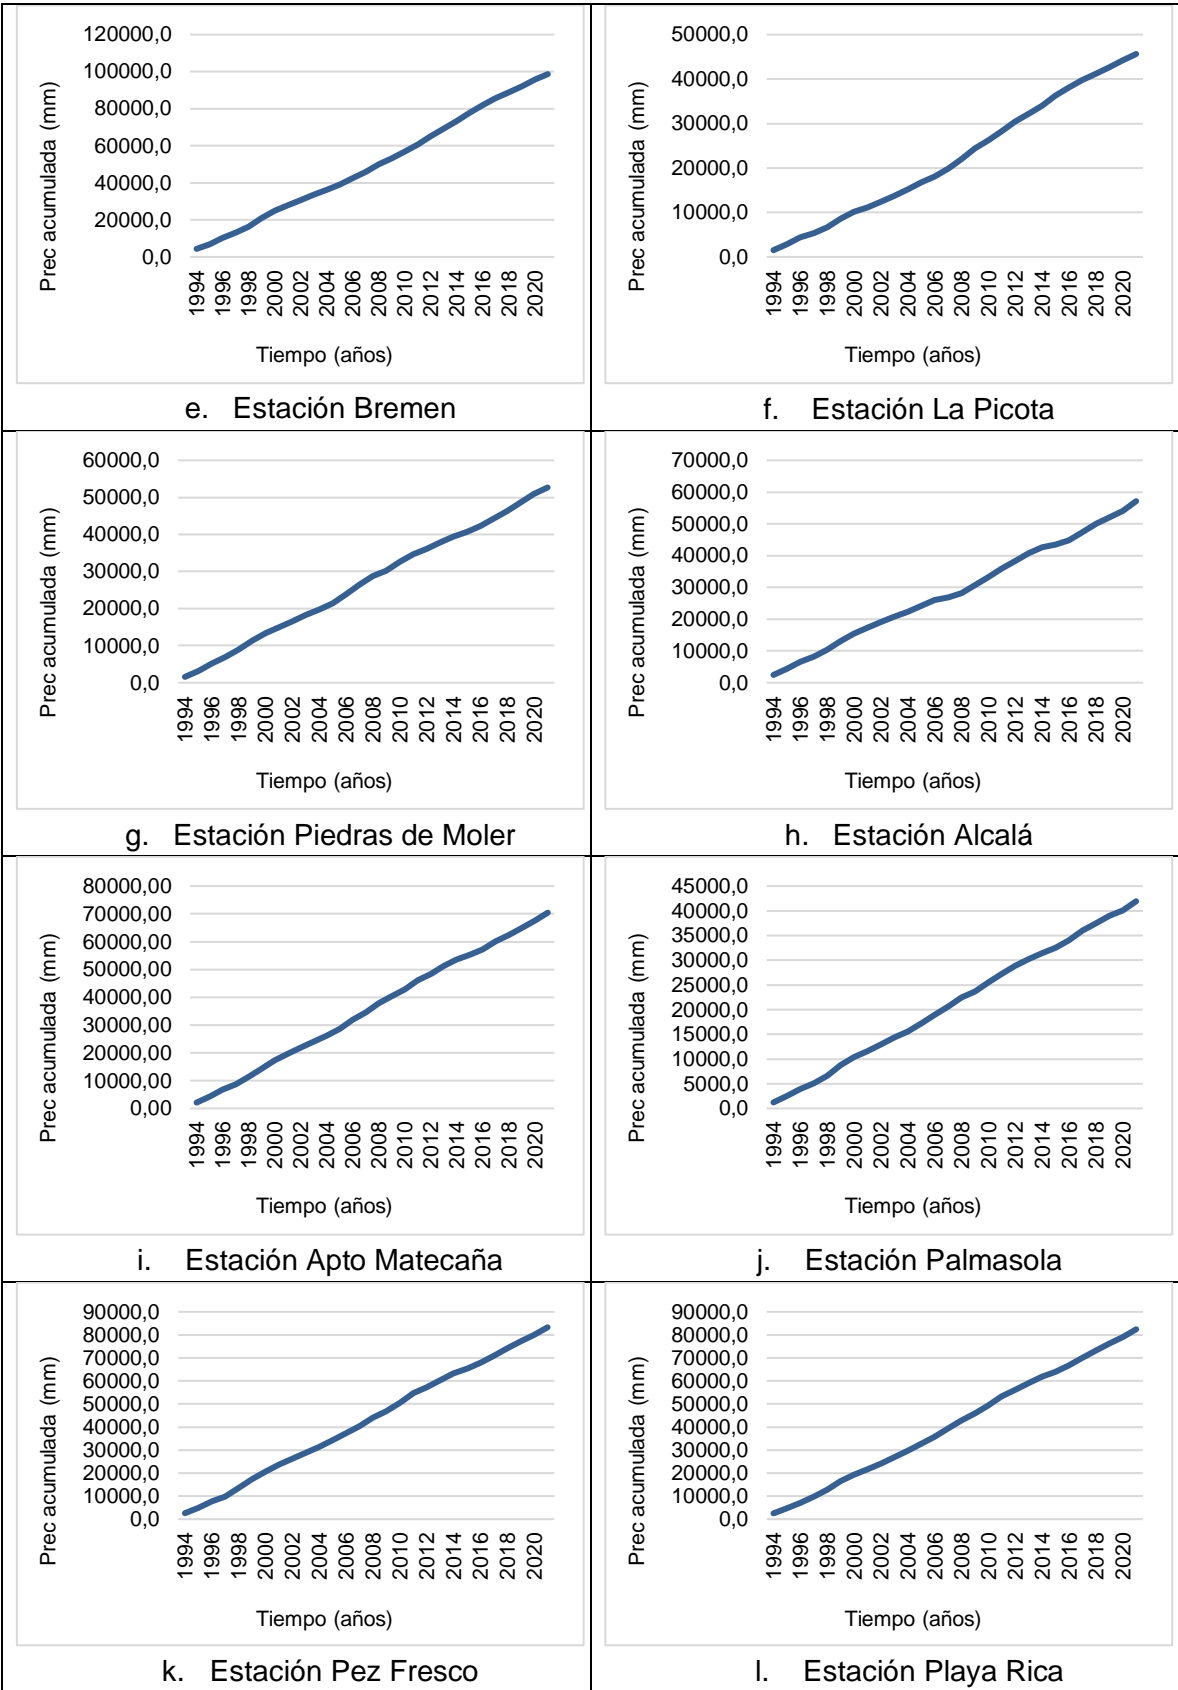 120000,0
100000,0
80000,0
60000,0
40000,0
20000,0
0,0
Prec acumulada (mm)
1994 1996 1998 2000 2002 2004 2006 2008 2010 2012 2014 2016 2018 2020
Tiempo (años)
e. Estación Bremen
50000,0
40000,0
30000,0
20000,0
10000,0
0,0
Prec acumulada (mm)
1994 1996 1998 2000 2002 2004 2006 2008 2010 2012 2014 2016 2018 2020
Tiempo (años)
f. Estación La Picota
60000,0
50000,0
40000,0
30000,0
20000,0
10000,0
0,0
Prec acumulada (mm)
1994 1996 1998 2000 2002 2004 2006 2008 2010 2012 2014 2016 2018 2020
Tiempo (años)
g. Estación Piedras de Moler
70000,0
60000,0
50000,0
40000,0
30000,0
20000,0
10000,0
0,0
Prec acumulada (mm)
1994 1996 1998 2000 2002 2004 2006 2008 2010 2012 2014 2016 2018 2020
Tiempo (años)
h. Estación Alcalá
80000,00
70000,00
60000,00
50000,00
40000,00
30000,00
20000,00
10000,00
0,00
Prec acumulada (mm)
1994 1996 1998 2000 2002 2004 2006 2008 2010 2012 2014 2016 2018 2020
Tiempo (años)
i. Estación Apto Matecaña
45000,0
40000,0
35000,0
30000,0
25000,0
20000,0
15000,0
10000,0
5000,0
0,0
Prec acumulada (mm)
1994 1996 1998 2000 2002 2004 2006 2008 2010 2012 2014 2016 2018 2020
Tiempo (años)
j. Estación Palmasola
90000,0
80000,0
70000,0
60000,0
50000,0
40000,0
30000,0
20000,0
10000,0
0,0
Prec acumulada (mm)
1994 1996 1998 2000 2002 2004 2006 2008 2010 2012 2014 2016 2018 2020
Tiempo (años)
k. Estación Pez Fresco
90000,0
80000,0
70000,0
60000,0
50000,0
40000,0
30000,0
20000,0
10000,0
0,0
Prec acumulada (mm)
1994 1996 1998 2000 2002 2004 2006 2008 2010 2012 2014 2016 2018 2020
Tiempo (años)
l. Estación Playa Rica